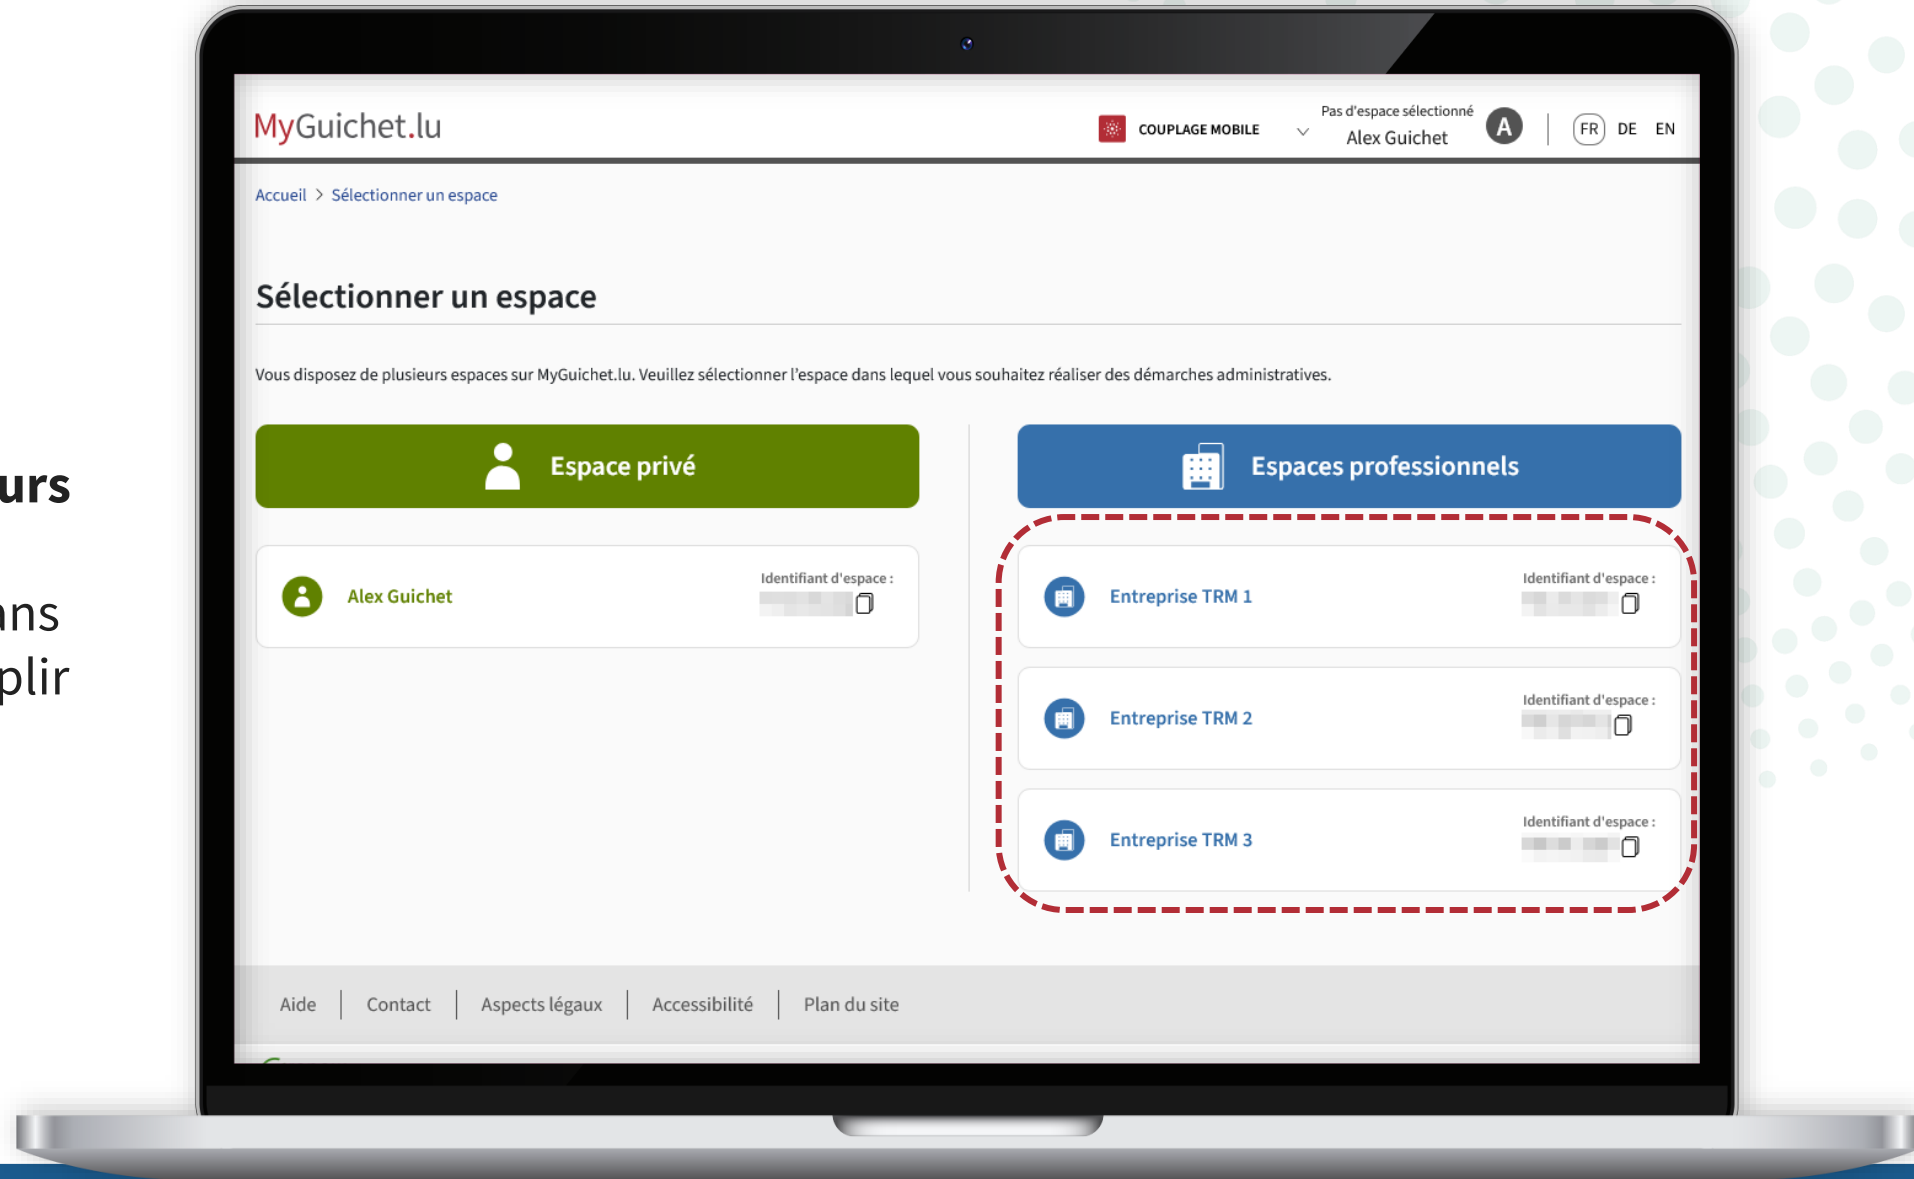 MyGuichet.lu
COUPLAGE MOBILE
Pas d'espace sélectionné
Alex Guichet
A
FR DE EN
Accueil > Sélectionner un espace
Sélectionner un espace
Vous disposez de plusieurs espaces sur MyGuichet.lu. Veuillez sélectionner l'espace dans lequel vous souhaitez réaliser des démarches administratives.
Espace privé
Alex Guichet
Identifiant d'espace :
Espaces professionnels
Entreprise TRM 1
Identifiant d'espace :
Entreprise TRM 2
Identifiant d'espace :
Entreprise TRM 3
Identifiant d'espace :
Aide | Contact | Aspects légaux | Accessibilité | Plan du site